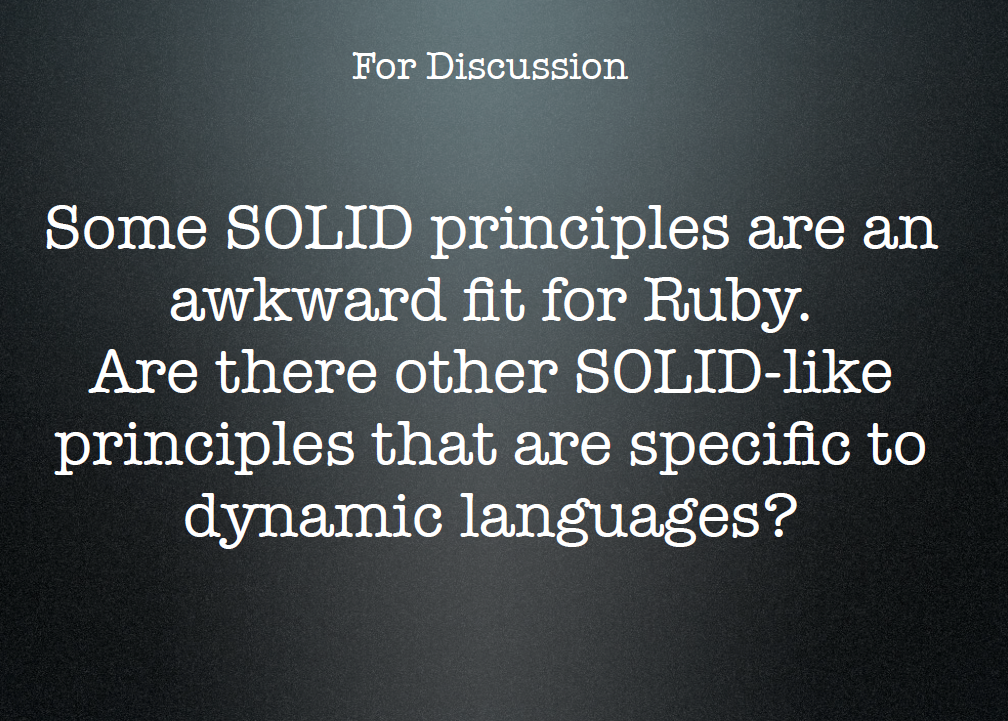 For Discussion
Some SOLID principles are an
awkward fit for Ruby.
Are there other SOLID-like
principles that are specific to
dynamic languages?